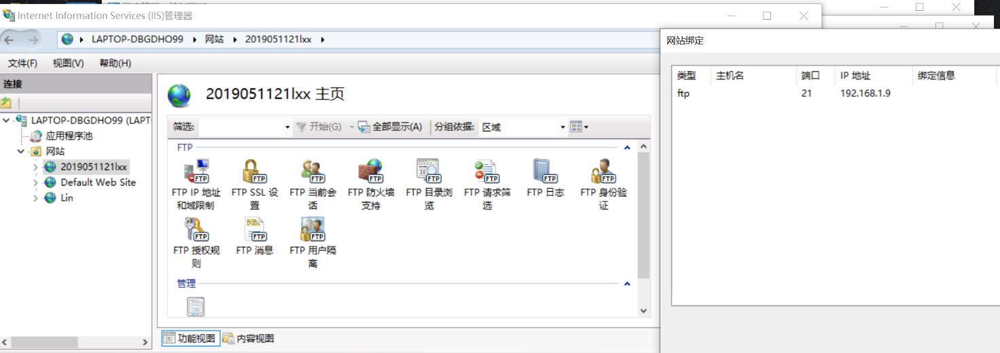 Internet Information Services (IIS)管理器
LAPTOP-DBGDHO99 网站 2019051121lxx
文件(F) 视图(V) 帮助(H)
连接
LAPTOP-DBGDHO99 (LAPT
应用程序池
网站
2019051121lxx
Default Web Site
Lin
2019051121lxx 主页
筛选: 开始(G) 全部显示(A) 分组依据: 区域
FTP
FTP IP 地址和域限制
FTP SSL 设置
FTP 当前会话
FTP 防火墙支持
FTP 目录浏览
FTP 请求筛选
FTP 日志
FTP 身份验证
FTP 授权规则
FTP 消息
FTP 用户隔离
管理
功能视图 内容视图
网站绑定
类型 主机名 端口 IP 地址 绑定信息
ftp 21 192.168.1.9